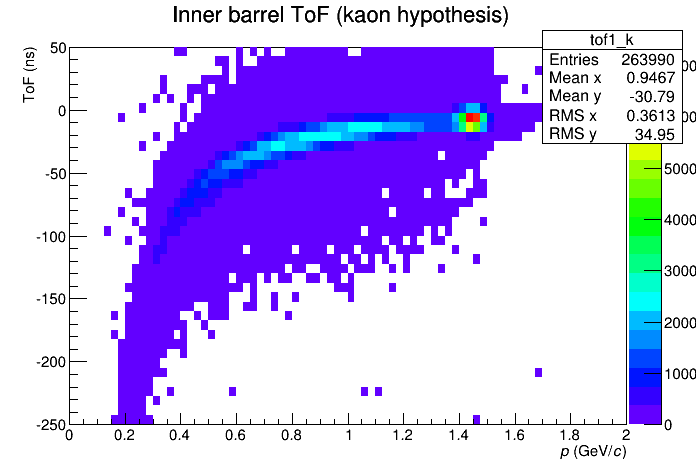 Inner barrel ToF (kaon hypothesis)
tof1_k
Entries 263990
Mean x 0.9467
Mean y -30.79
RMS x 0.3613
RMS y 34.95
ToF (ns)
50
0
-50
-100
-150
-200
-250
0
0.2
0.4
0.6
0.8
1
1.2
1.4
1.6
1.8
2
p (GeV/c)
5000
4000
3000
2000
1000
0